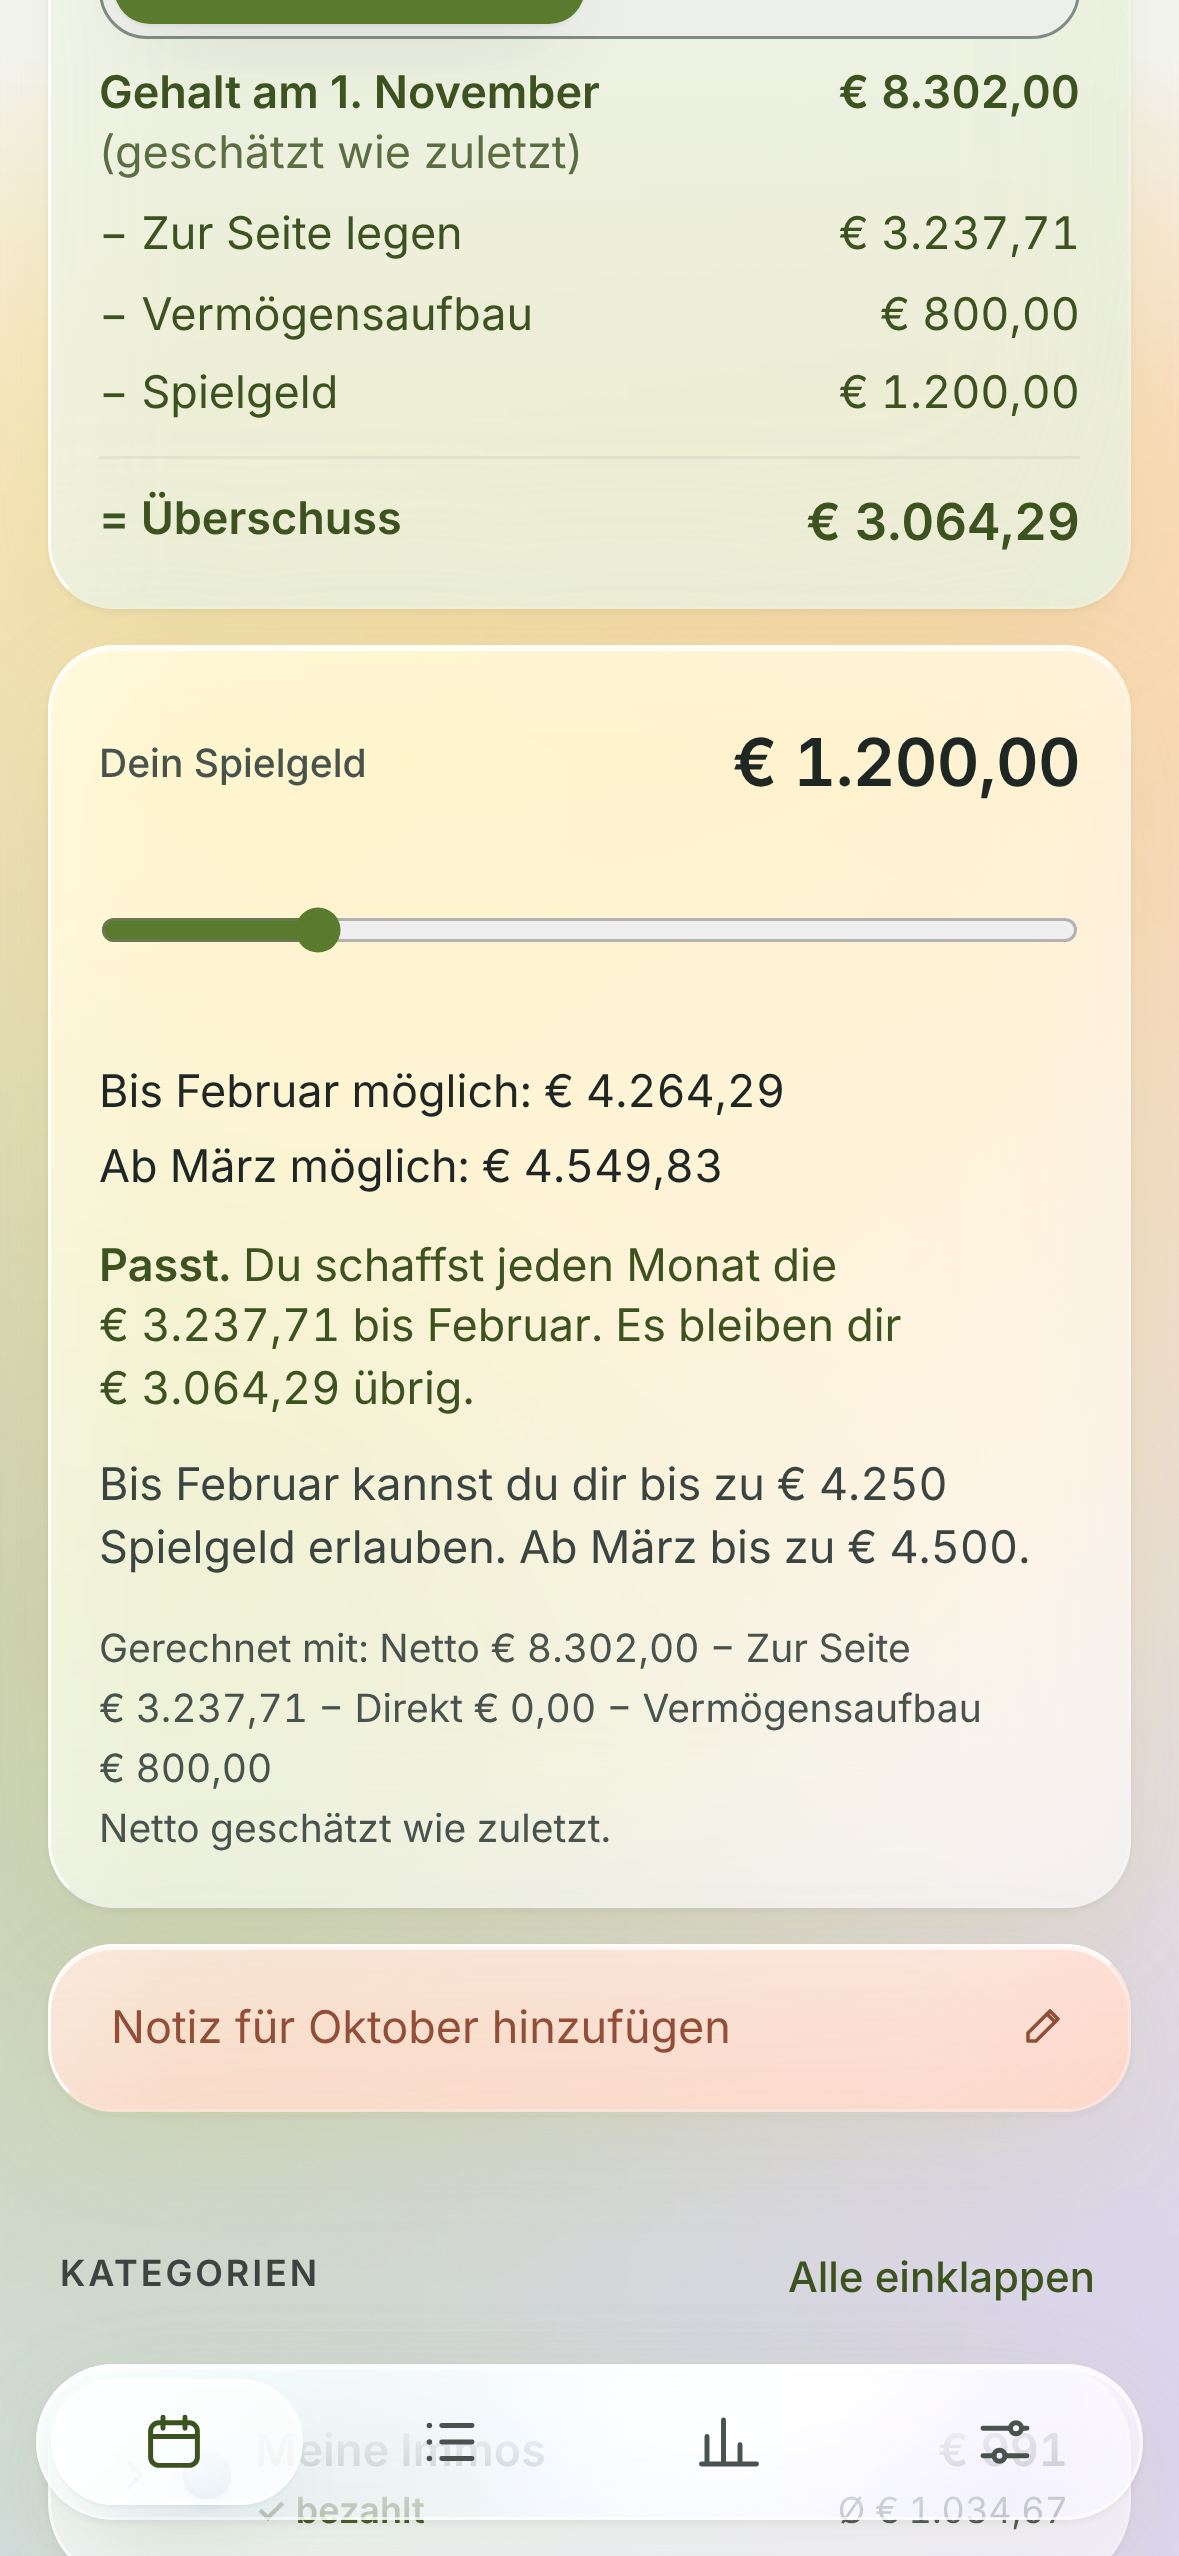 Gehalt am 1. November € 8.302,00
(geschätzt wie zuletzt)
− Zur Seite legen € 3.237,71
− Vermögensaufbau € 800,00
− Spielgeld € 1.200,00
= Überschuss € 3.064,29
Dein Spielgeld € 1.200,00
Bis Februar möglich: € 4.264,29
Ab März möglich: € 4.549,83
Passt. Du schaffst jeden Monat die
€ 3.237,71 bis Februar. Es bleiben dir
€ 3.064,29 übrig.
Bis Februar kannst du dir bis zu € 4.250
Spielgeld erlauben. Ab März bis zu € 4.500.
Gerechnet mit: Netto € 8.302,00 − Zur Seite
€ 3.237,71 − Direkt € 0,00 − Vermögensaufbau
€ 800,00
Netto geschätzt wie zuletzt.
Notiz für Oktober hinzufügen
KATEGORIEN Alle einklappen
Meine Immos
✓ bezahlt Ø € 1.034,67